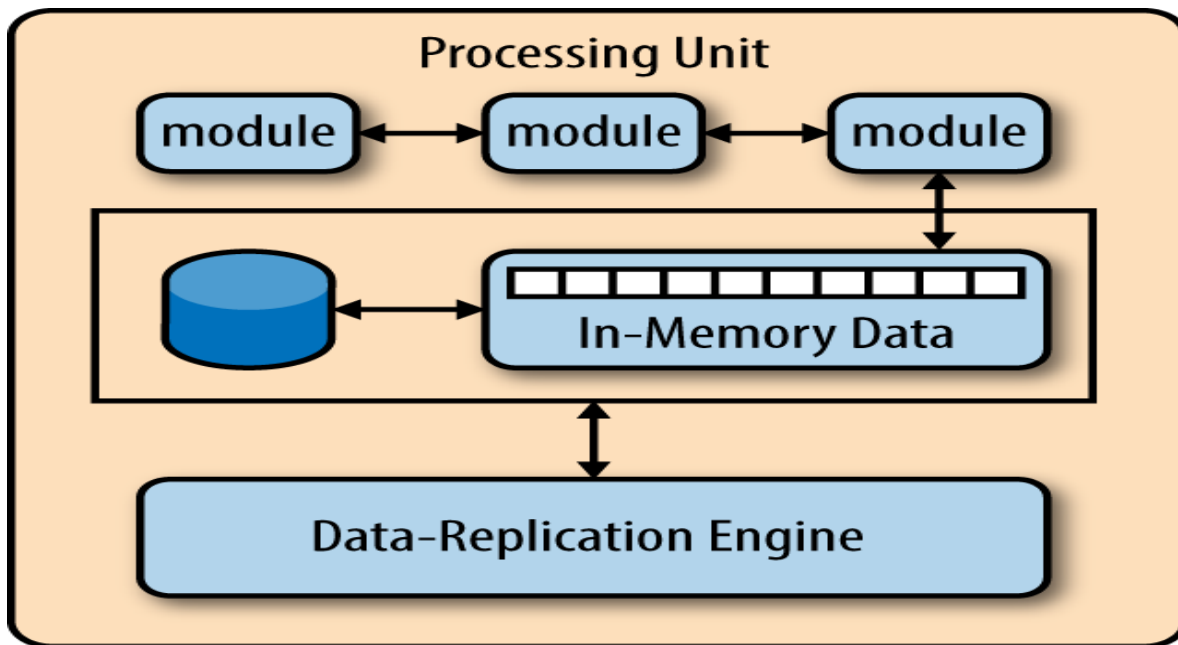 Processing Unit
module
module
module
In-Memory Data
Data-Replication Engine